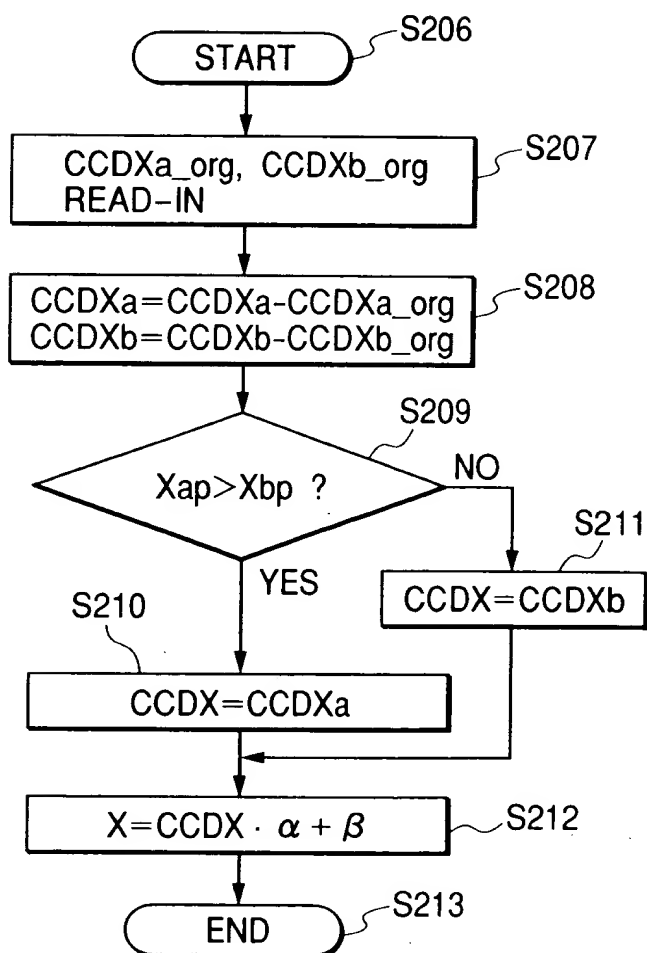 S206
START
S207
CCDXa_org, CCDXb_org
READ-IN
S208
CCDXa=CCDXa-CCDXa_org
CCDXb=CCDXb-CCDXb_org
S209
Xap>Xbp ?
NO
YES
S211
CCDX=CCDXb
S210
CCDX=CCDXa
X=CCDX · α + β
S212
END
S213